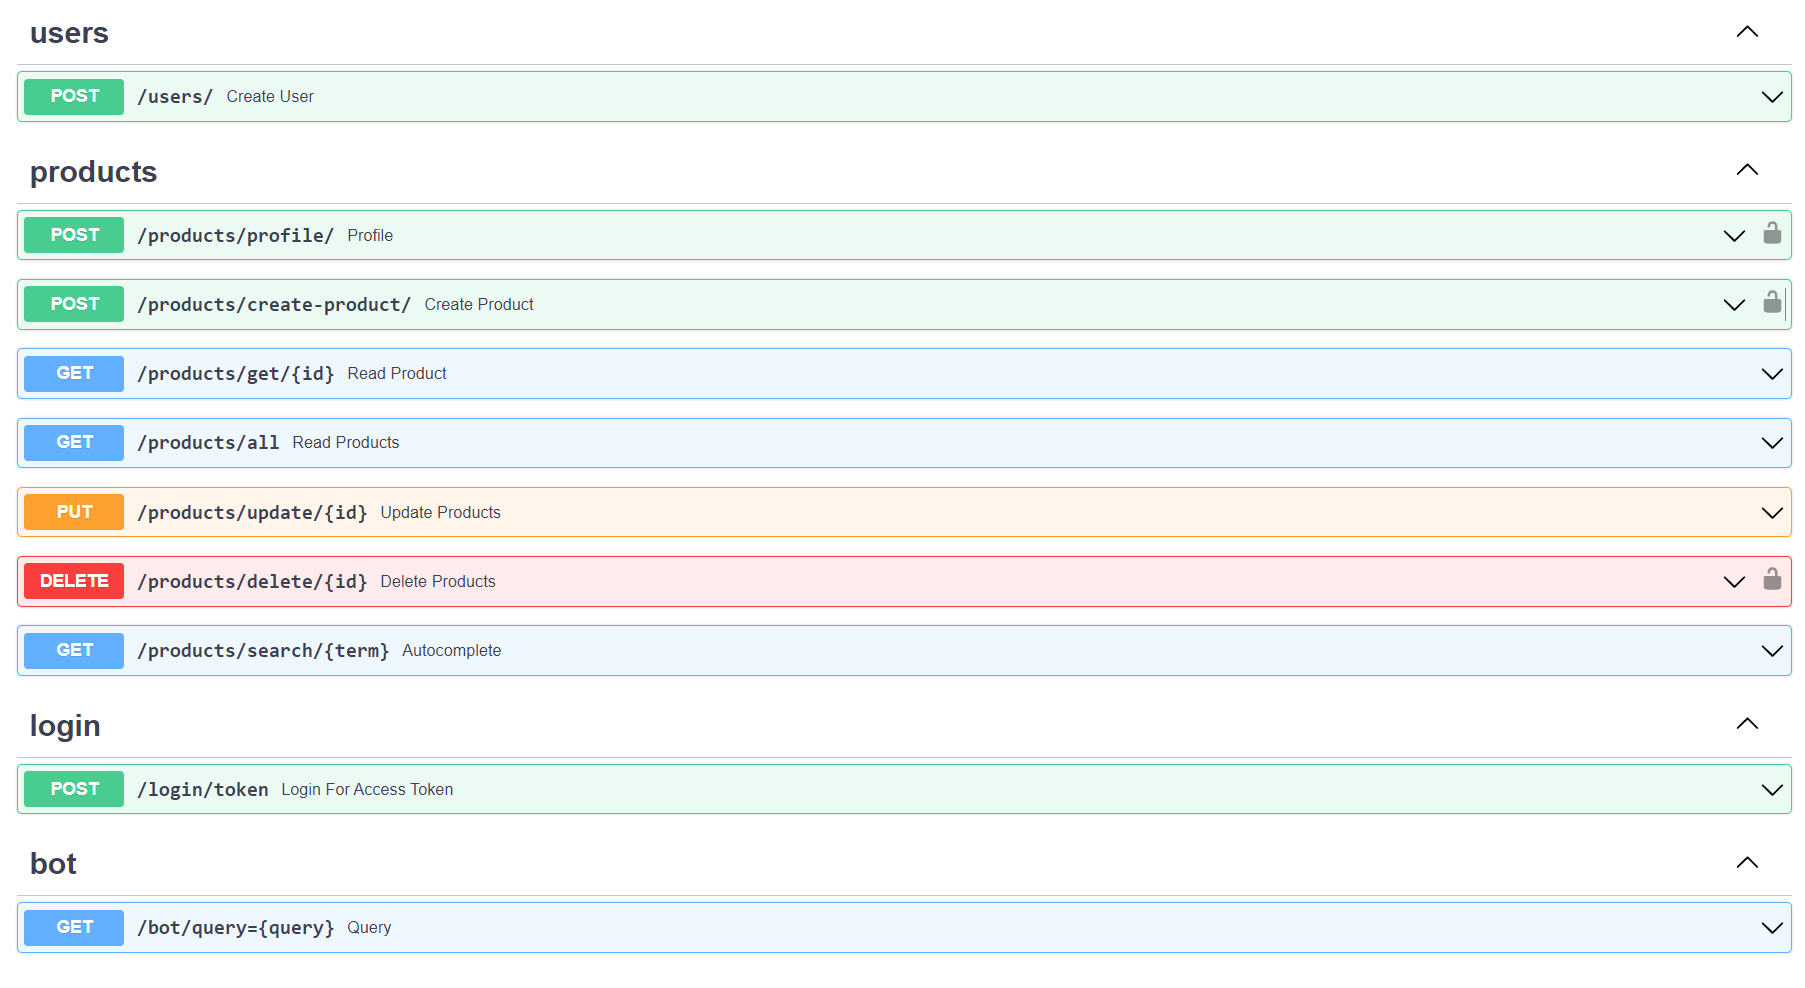 users
POST /users/ Create User
products
POST /products/profile/ Profile
POST /products/create-product/ Create Product
GET /products/get/{id} Read Product
GET /products/all Read Products
PUT /products/update/{id} Update Products
DELETE /products/delete/{id} Delete Products
GET /products/search/{term} Autocomplete
login
POST /login/token Login For Access Token
bot
GET /bot/query={query} Query